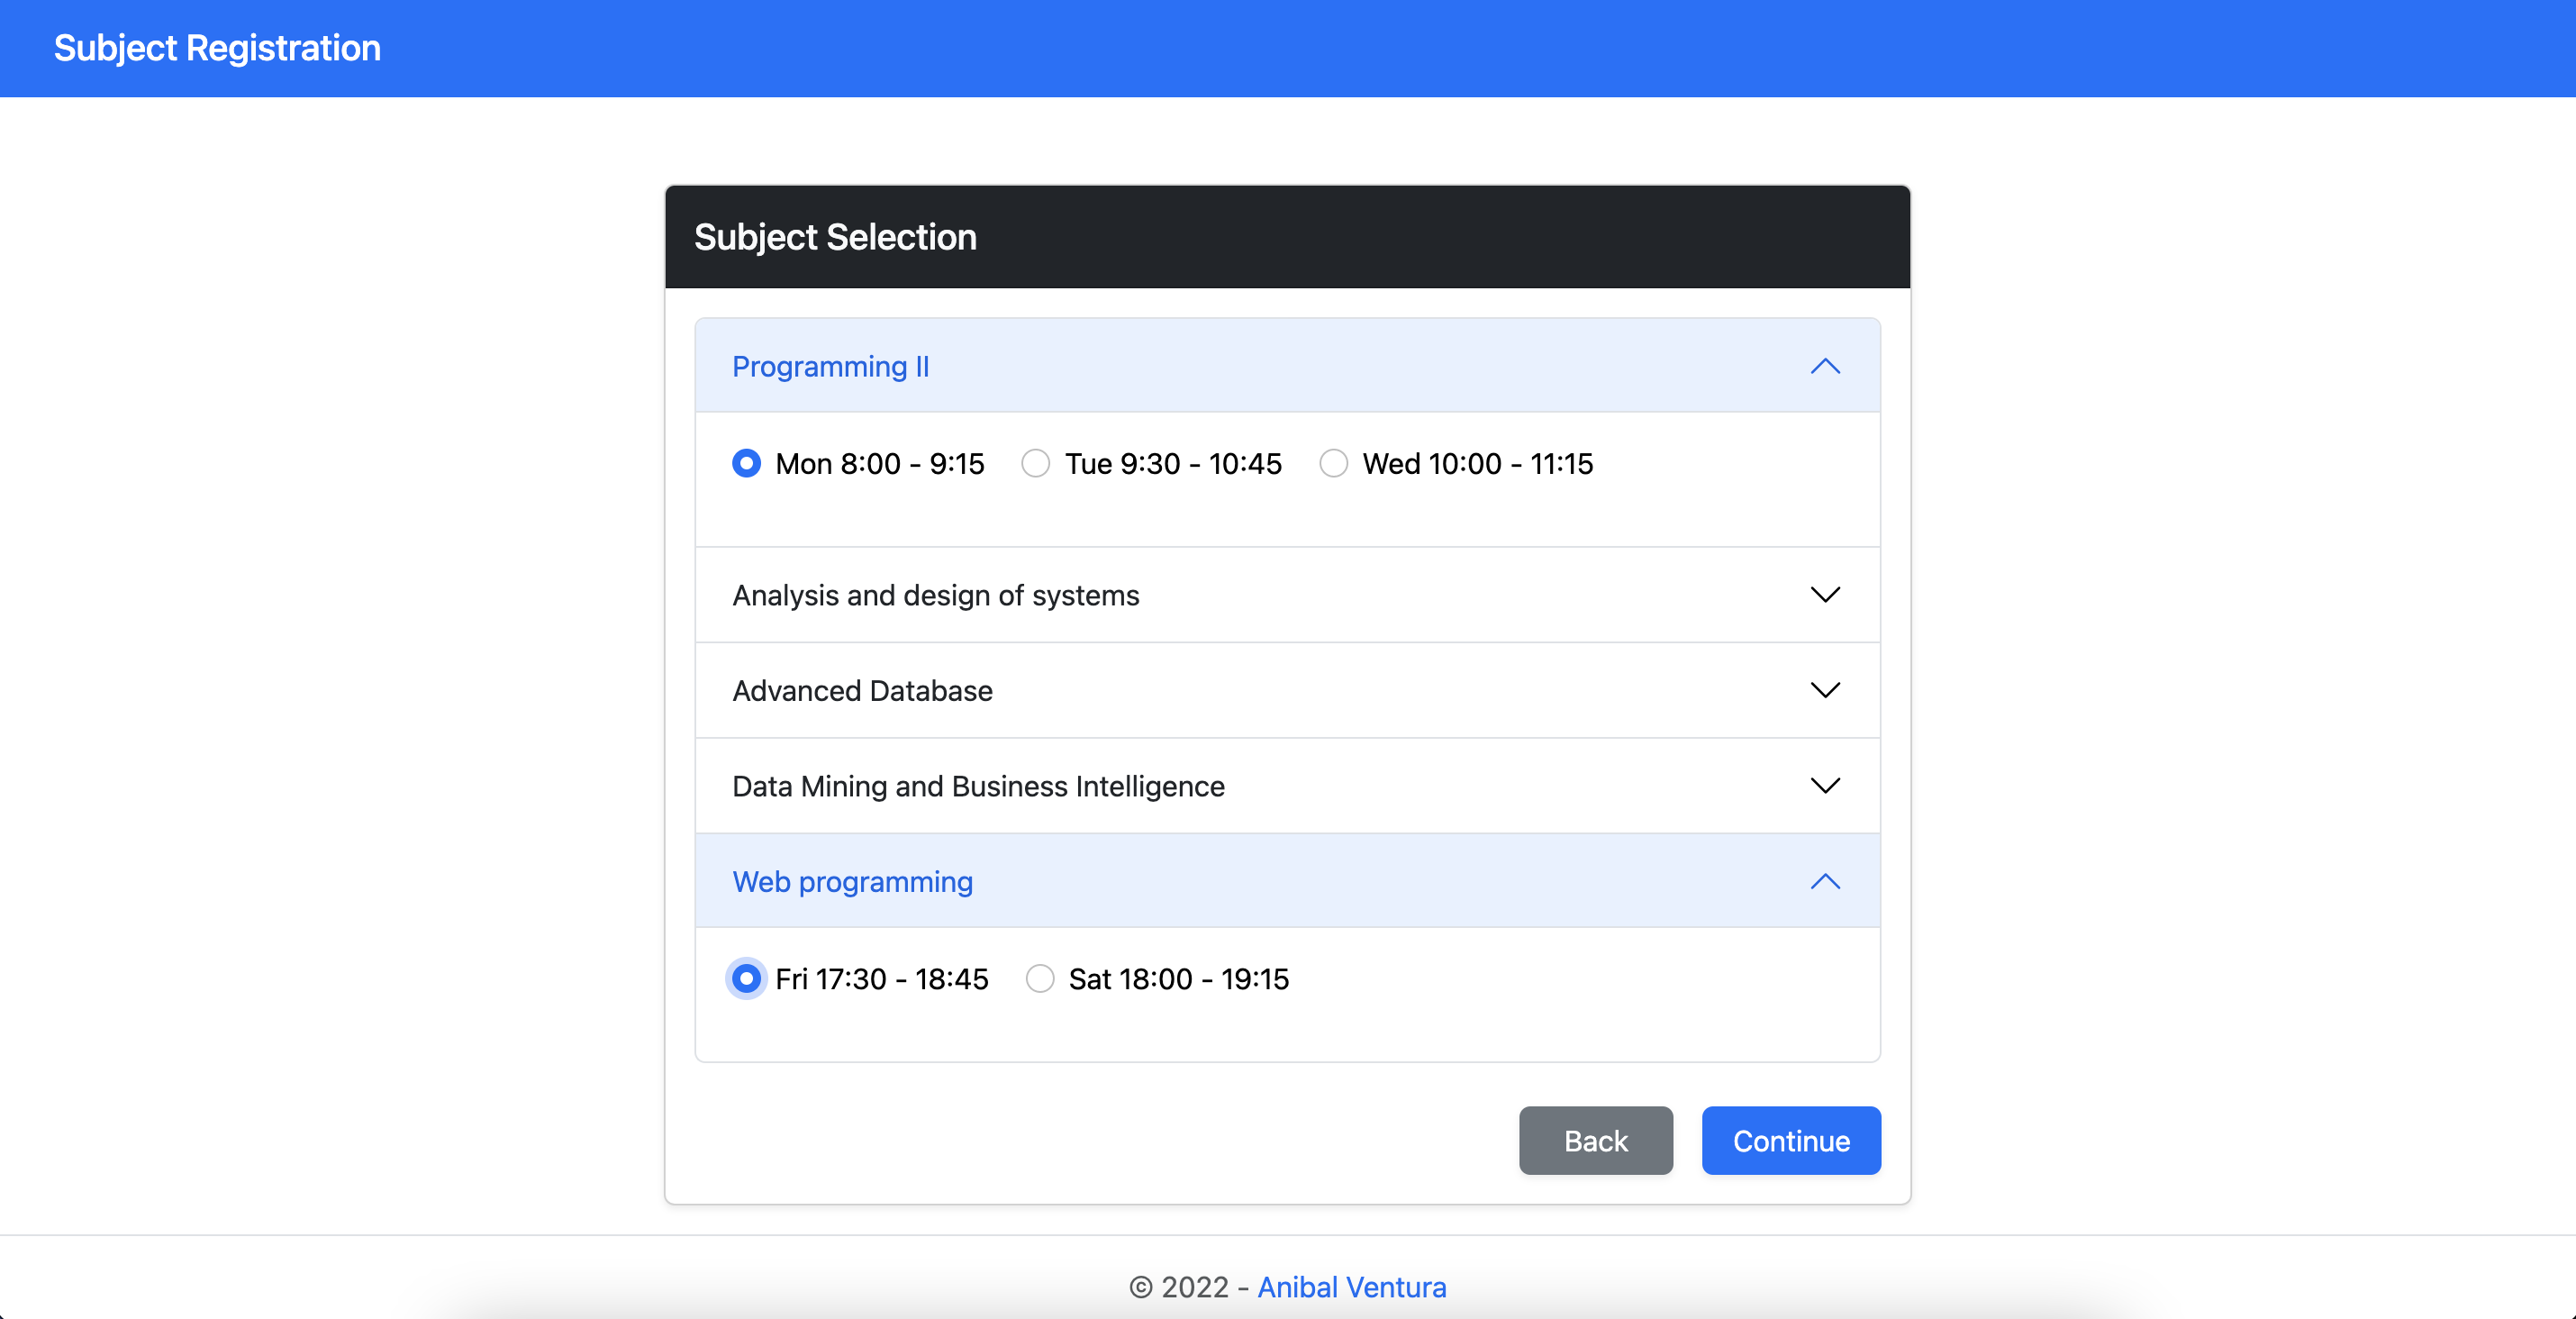 Subject Registration
Subject Selection
Programming II
Mon 8:00 - 9:15 Tue 9:30 - 10:45 Wed 10:00 - 11:15
Analysis and design of systems
Advanced Database
Data Mining and Business Intelligence
Web programming
Fri 17:30 - 18:45 Sat 18:00 - 19:15
Back Continue
© 2022 - Anibal Ventura